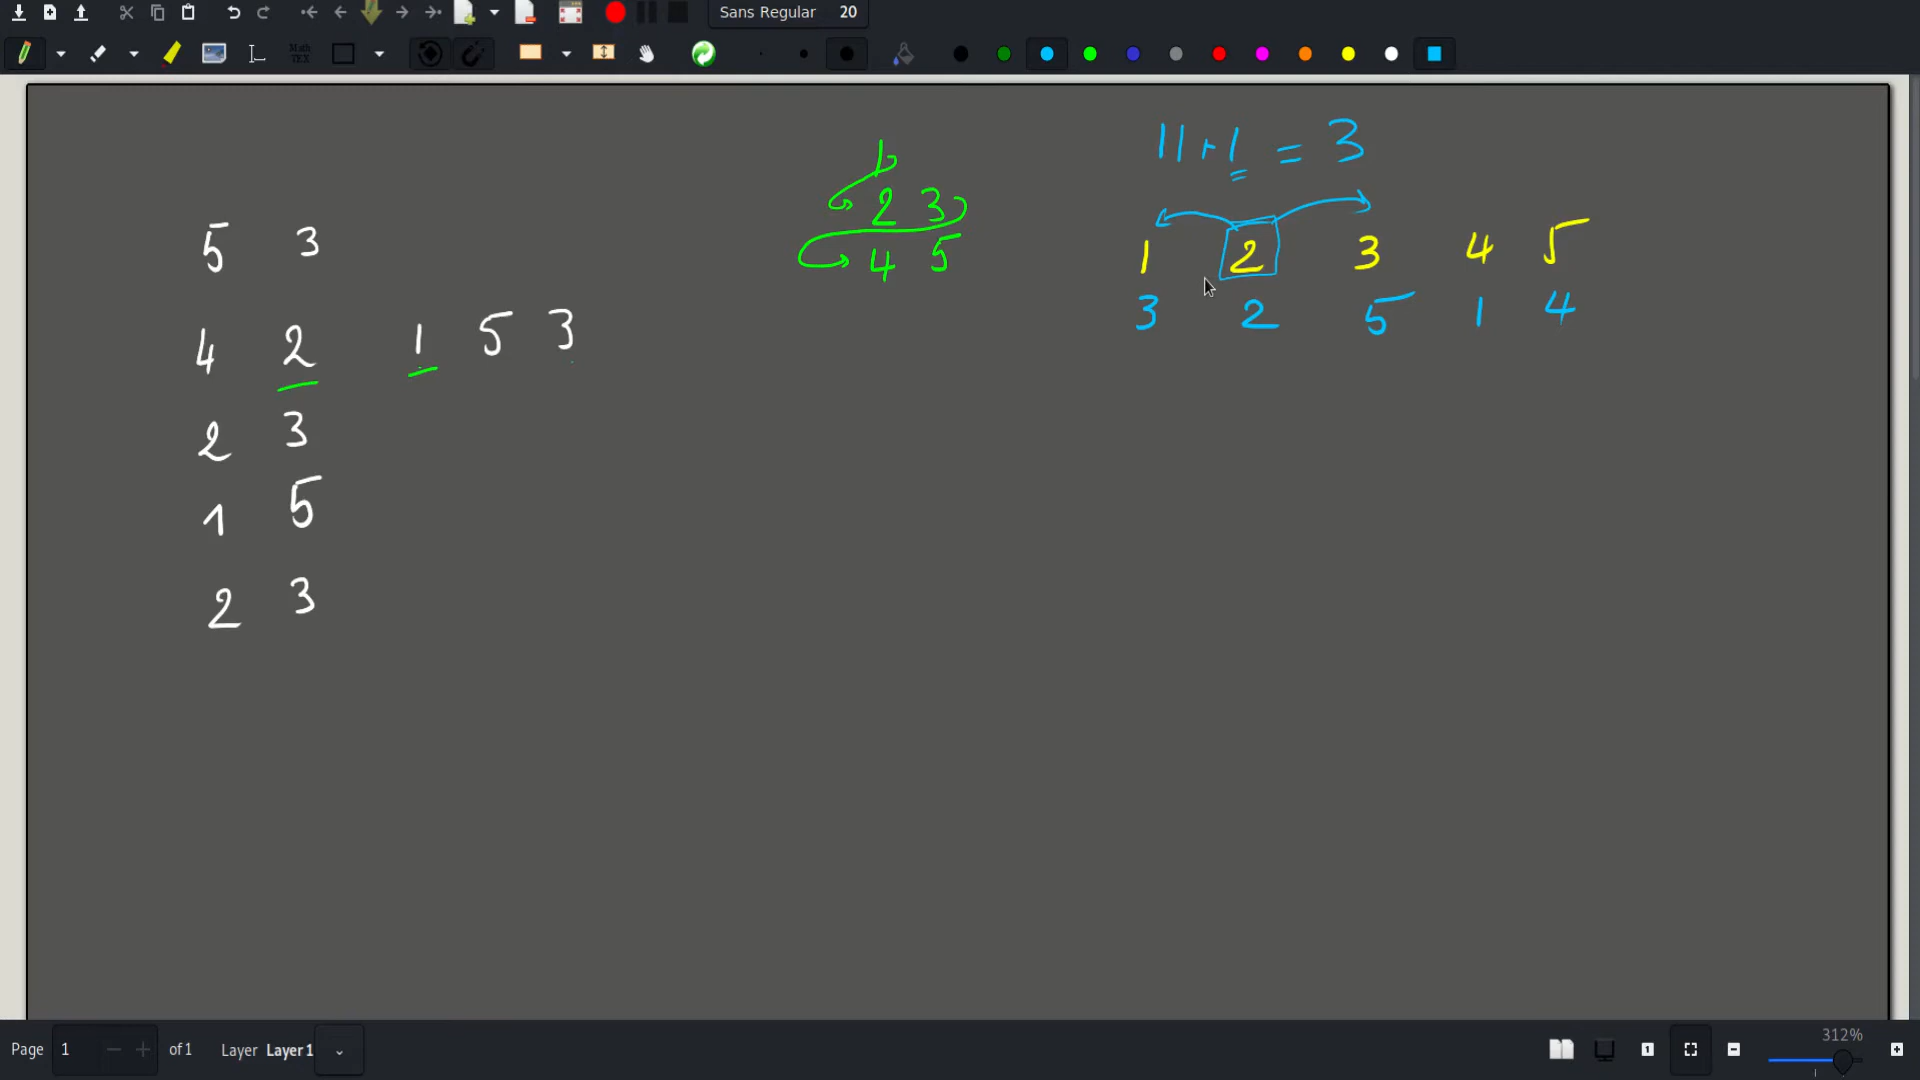 Sans Regular 20
Math
TEX
11+1 = 3
1
2 3
4 5
1 2 3 4 5
3 2 5 1 4
5 3
4 2 1 5 3
2 3
1 5
2 3
Page 1 of 1 Layer Layer 1
312%